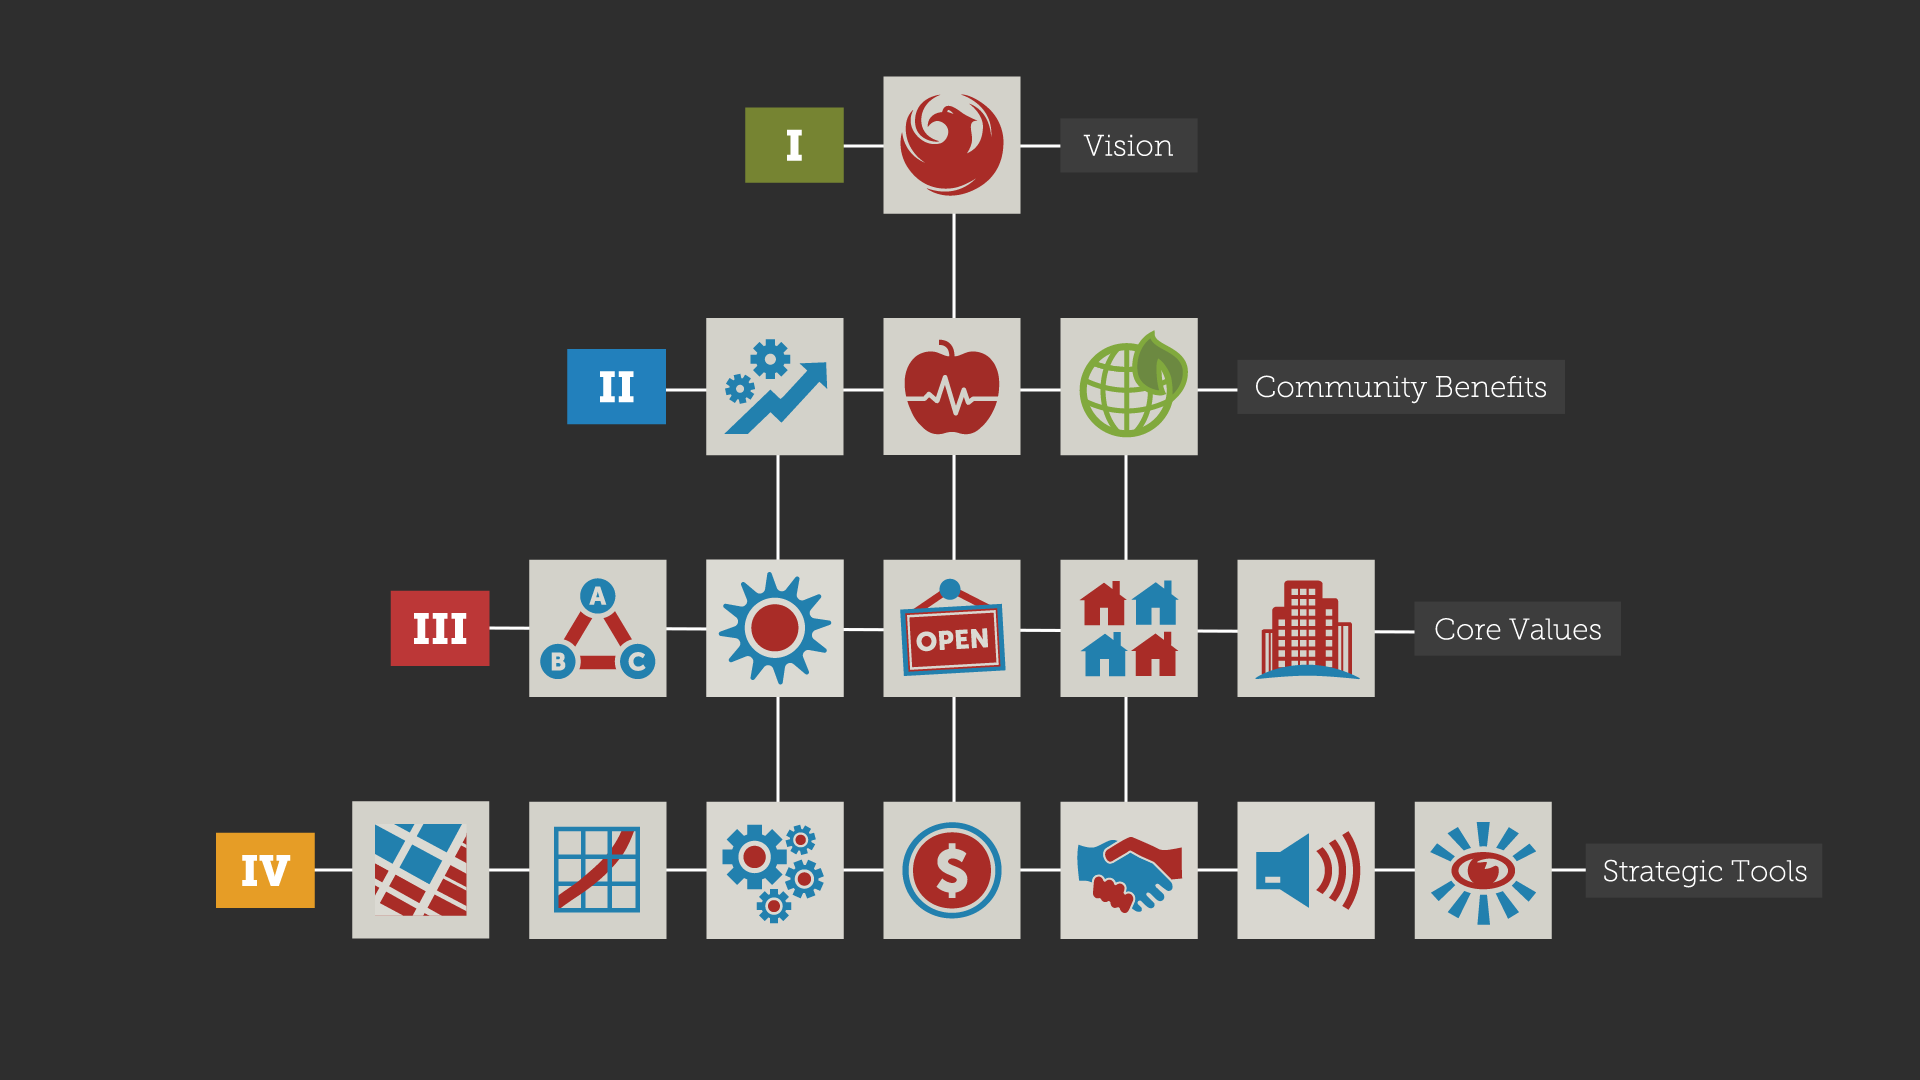 I
Vision
II
Community Benefits
III
A
B
C
OPEN
Core Values
IV
$
Strategic Tools